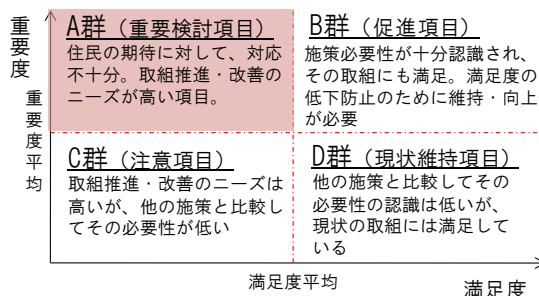 重要度
重要度平均
A群（重要検討項目）
住民の期待に対して、対応
不十分。取組推進・改善の
ニーズが高い項目。
B群（促進項目）
施策必要性が十分認識され、
その取組にも満足。満足度の
低下防止のために維持・向上
が必要
C群（注意項目）
取組推進・改善のニーズは
高いが、他の施策と比較し
てその必要性が低い
D群（現状維持項目）
他の施策と比較してその
必要性の認識は低いが、
現状の取組には満足して
いる
満足度平均
満足度